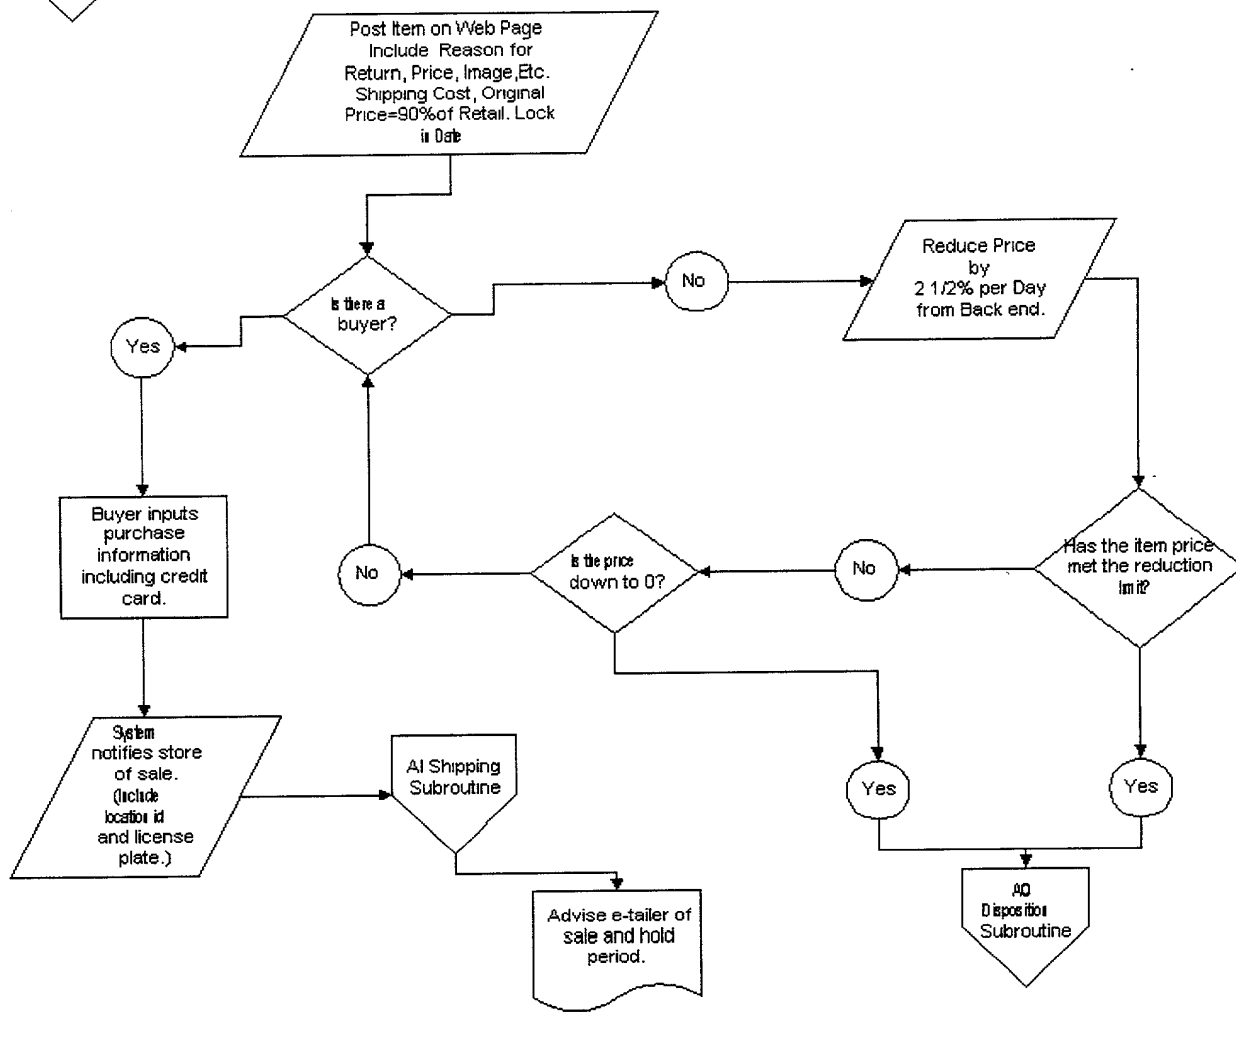 Post Item on Web Page
Include Reason for
Return, Price, Image,Etc.
Shipping Cost, Original
Price=90%of Retail. Lock
in Date
Is there a
buyer?
No
Reduce Price
by
2 1/2% per Day
from Back end.
Yes
Buyer inputs
purchase
information
including credit
card.
No
Is the price
down to 0?
No
Has the item price
met the reduction
limit?
System
notifies store
of sale.
(Include
location id
and license
plate.)
AI Shipping
Subroutine
Yes
Yes
Advise e-tailer of
sale and hold
period.
AO
Disposition
Subroutine